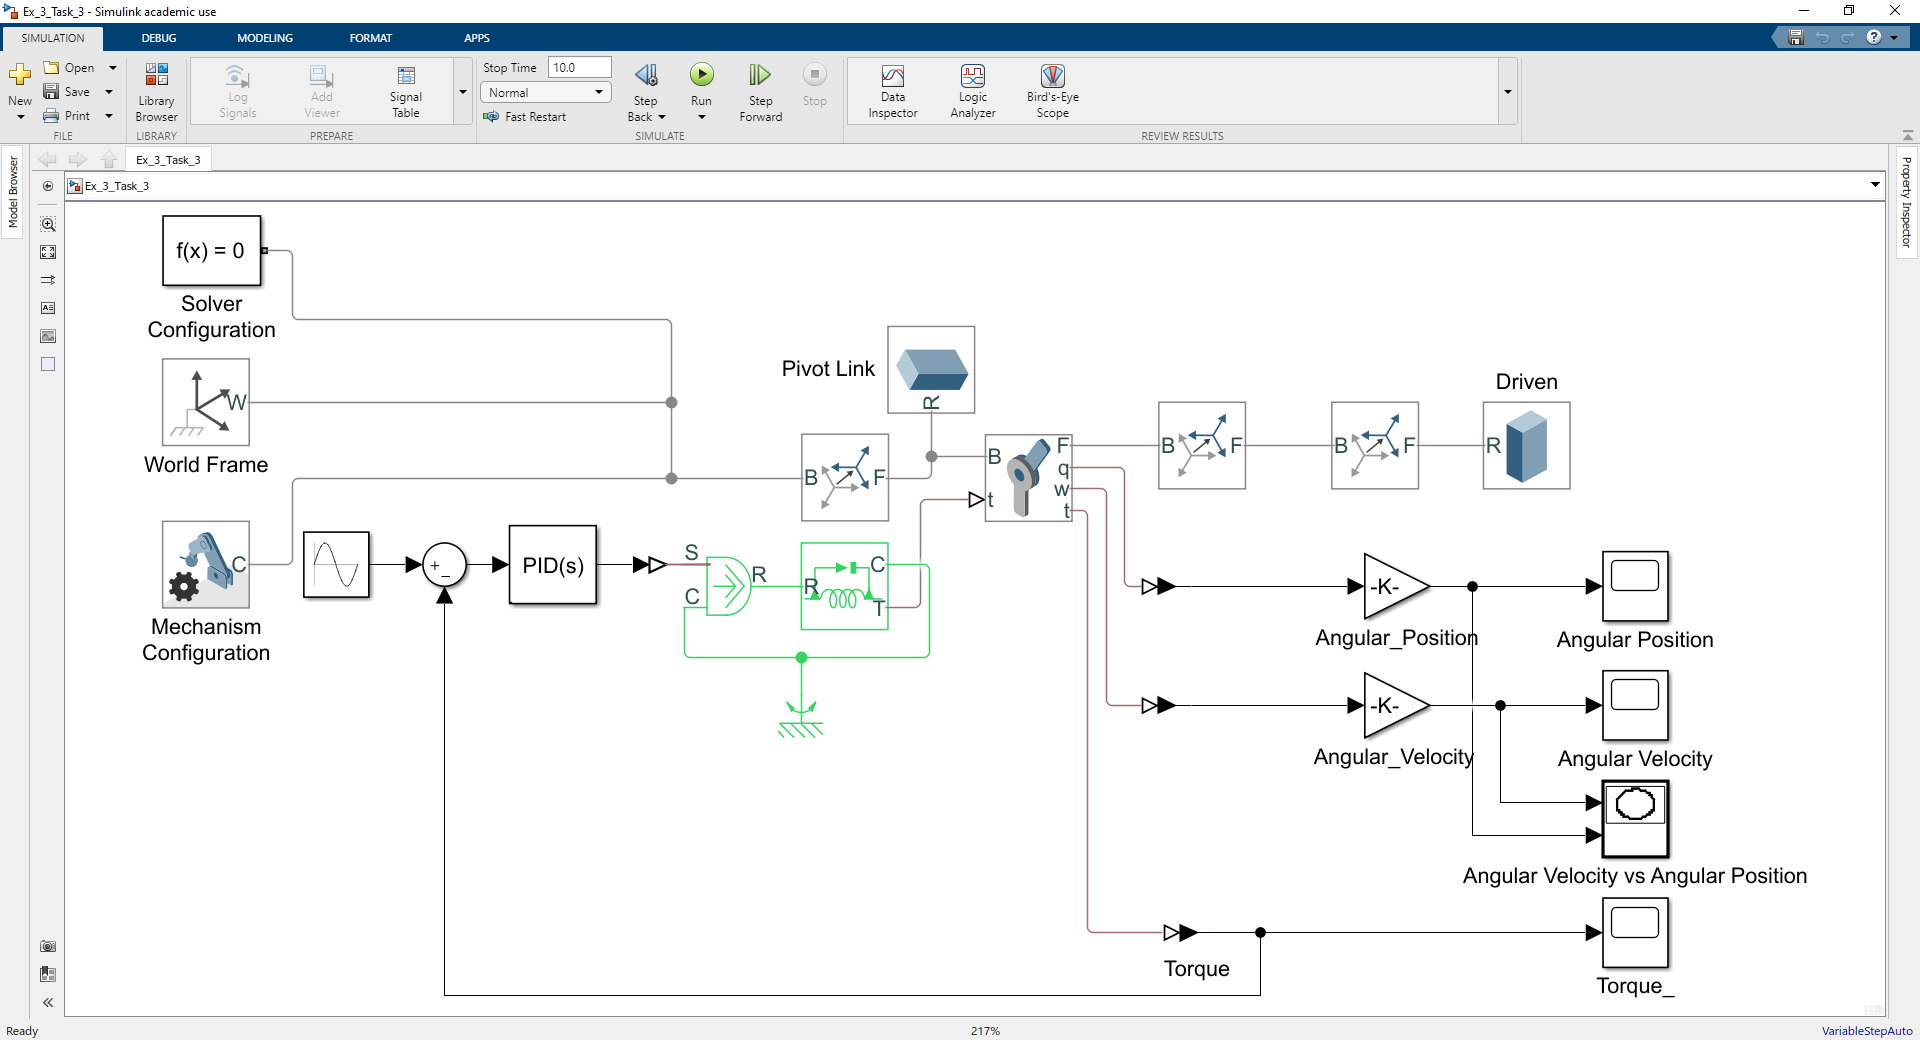 Ex_3_Task_3 - Simulink academic use
SIMULATION
DEBUG
MODELING
FORMAT
APPS
New
Open
Save
Print
FILE
Library
Browser
LIBRARY
Log
Signals
Add
Viewer
Signal
Table
PREPARE
Stop Time
10.0
Normal
Fast Restart
Step
Back
Run
Step
Forward
Stop
SIMULATE
Data
Inspector
Logic
Analyzer
Bird's-Eye
Scope
REVIEW RESULTS
Model Browser
Ex_3_Task_3
Ex_3_Task_3
Property Inspector
f(x) = 0
Solver
Configuration
W
World Frame
C
Mechanism
Configuration
+
_
PID(s)
S
C
R
R
C
T
Pivot Link
R
B
F
B
t
F
q
w
t
B
F
B
F
Driven
R
-K-
Angular_Position
Angular Position
-K-
Angular_Velocity
Angular Velocity
Angular Velocity vs Angular Position
Torque
Torque_
Ready
217%
VariableStepAuto